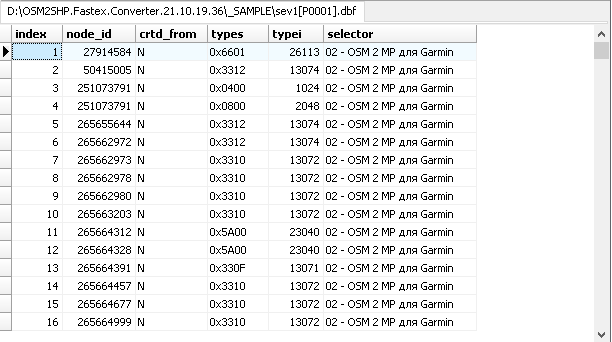 D:\OSM2SHP.Fastex.Converter.21.10.19.36\_SAMPLE\sev1[P0001].dbf
index node_id crtd_from types typei selector
1 27914584 N 0x6601 26113 02 - OSM 2 MP для Garmin
2 50415005 N 0x3312 13074 02 - OSM 2 MP для Garmin
3 251073791 N 0x0400 1024 02 - OSM 2 MP для Garmin
4 251073791 N 0x0800 2048 02 - OSM 2 MP для Garmin
5 265655644 N 0x3312 13074 02 - OSM 2 MP для Garmin
6 265662972 N 0x3312 13074 02 - OSM 2 MP для Garmin
7 265662973 N 0x3310 13072 02 - OSM 2 MP для Garmin
8 265662978 N 0x3310 13072 02 - OSM 2 MP для Garmin
9 265662980 N 0x3310 13072 02 - OSM 2 MP для Garmin
10 265663203 N 0x3310 13072 02 - OSM 2 MP для Garmin
11 265664312 N 0x5A00 23040 02 - OSM 2 MP для Garmin
12 265664328 N 0x5A00 23040 02 - OSM 2 MP для Garmin
13 265664391 N 0x330F 13071 02 - OSM 2 MP для Garmin
14 265664457 N 0x3310 13072 02 - OSM 2 MP для Garmin
15 265664677 N 0x3310 13072 02 - OSM 2 MP для Garmin
16 265664999 N 0x3310 13072 02 - OSM 2 MP для Garmin